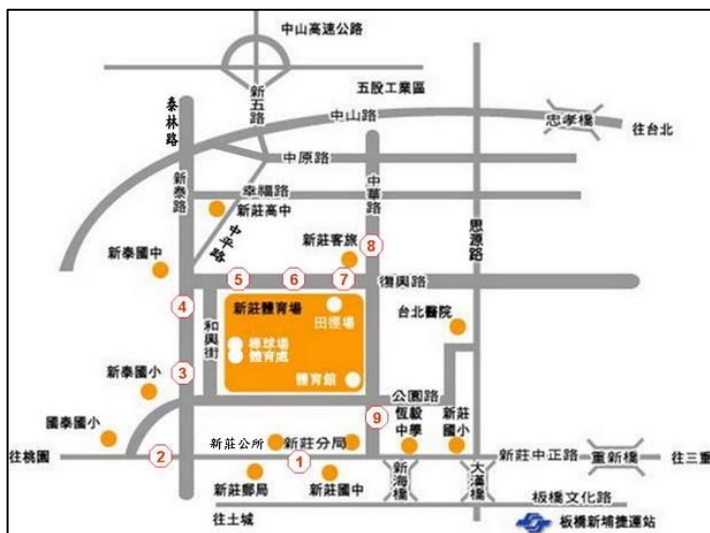 中山高速公路
新五路
五股工業區
泰林路
中山路
忠孝橋
往台北
中原路
新泰路
幸福路
中華路
新莊高中
中平路
思源路
新莊客旅
8
新泰國中
5
6
7
復興路
4
新莊體育場
田徑場
台北醫院
和興街
棒球場
體育處
3
體育館
新泰國小
公園路
9
國泰國小
恆毅
中學
新莊
國小
新莊公所
新莊分局
往桃園
2
1
新莊中正路
重新橋
往三重
新莊郵局
新莊國中
新海橋
大漢橋
板橋文化路
往土城
板橋新埔捷運站